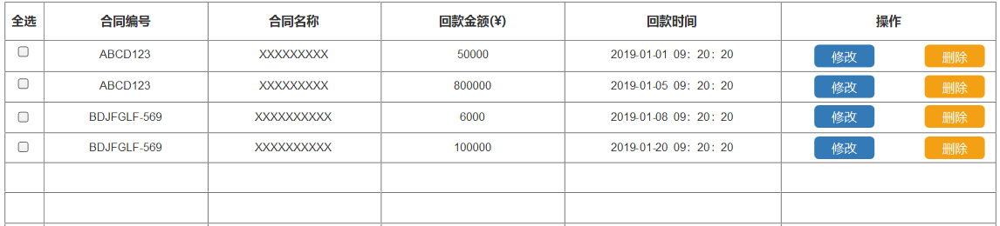 全选 合同编号 合同名称 回款金额(¥) 回款时间 操作
ABCD123 XXXXXXXXX 50000 2019-01-01 09：20：20 修改 删除
ABCD123 XXXXXXXXX 800000 2019-01-05 09：20：20 修改 删除
BDJFGLF-569 XXXXXXXXXX 6000 2019-01-08 09：20：20 修改 删除
BDJFGLF-569 XXXXXXXXXX 100000 2019-01-20 09：20：20 修改 删除